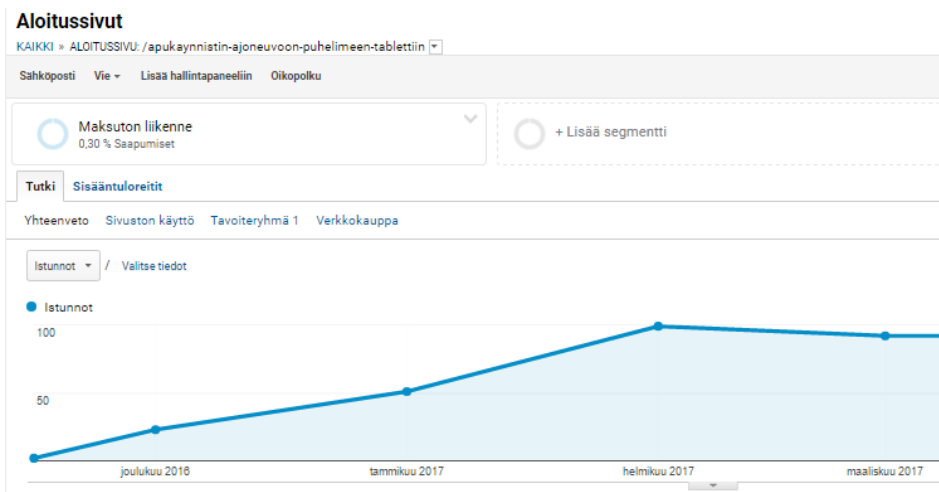 Aloitussivut
KAIKKI » ALOITUSSIVU: /apukaynnistin-ajoneuvoon-puhelimeen-tablettiin
Sähköposti Vie Lisää hallintapaneeliin Oikopolku
Maksuton liikenne
0,30 % Saapumiset
+ Lisää segmentti
Tutki Sisääntuloreitit
Yhteenveto Sivuston käyttö Tavoiteryhmä 1 Verkkokauppa
Istunnot / Valitse tiedot
Istunnot
100
50
joulukuu 2016 tammikuu 2017 helmikuu 2017 maaliskuu 2017